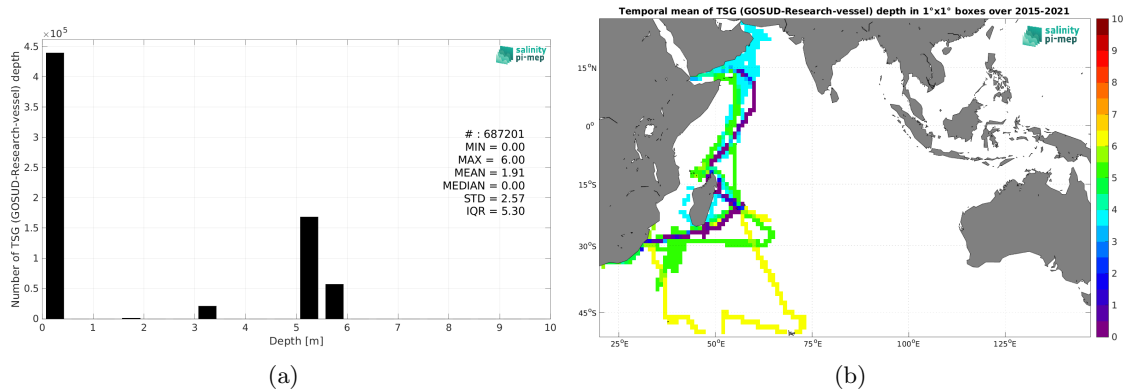 4.5
×10⁵
4
3.5
3
2.5
2
1.5
1
0.5
0
Number of TSG (GOSUD-Research-vessel) depth
0 1 2 3 4 5 6 7 8 9 10
Depth [m]
salinity
pi-mep
# : 687201
MIN = 0.00
MAX = 6.00
MEAN = 1.91
MEDIAN = 0.00
STD = 2.57
IQR = 5.30
(a)
Temporal mean of TSG (GOSUD-Research-vessel) depth in 1°x1° boxes over 2015-2021
salinity
pi-mep
15°N
0°
15°S
30°S
45°S
25°E 50°E 75°E 100°E 125°E
10
9
8
7
6
5
4
3
2
1
0
(b)